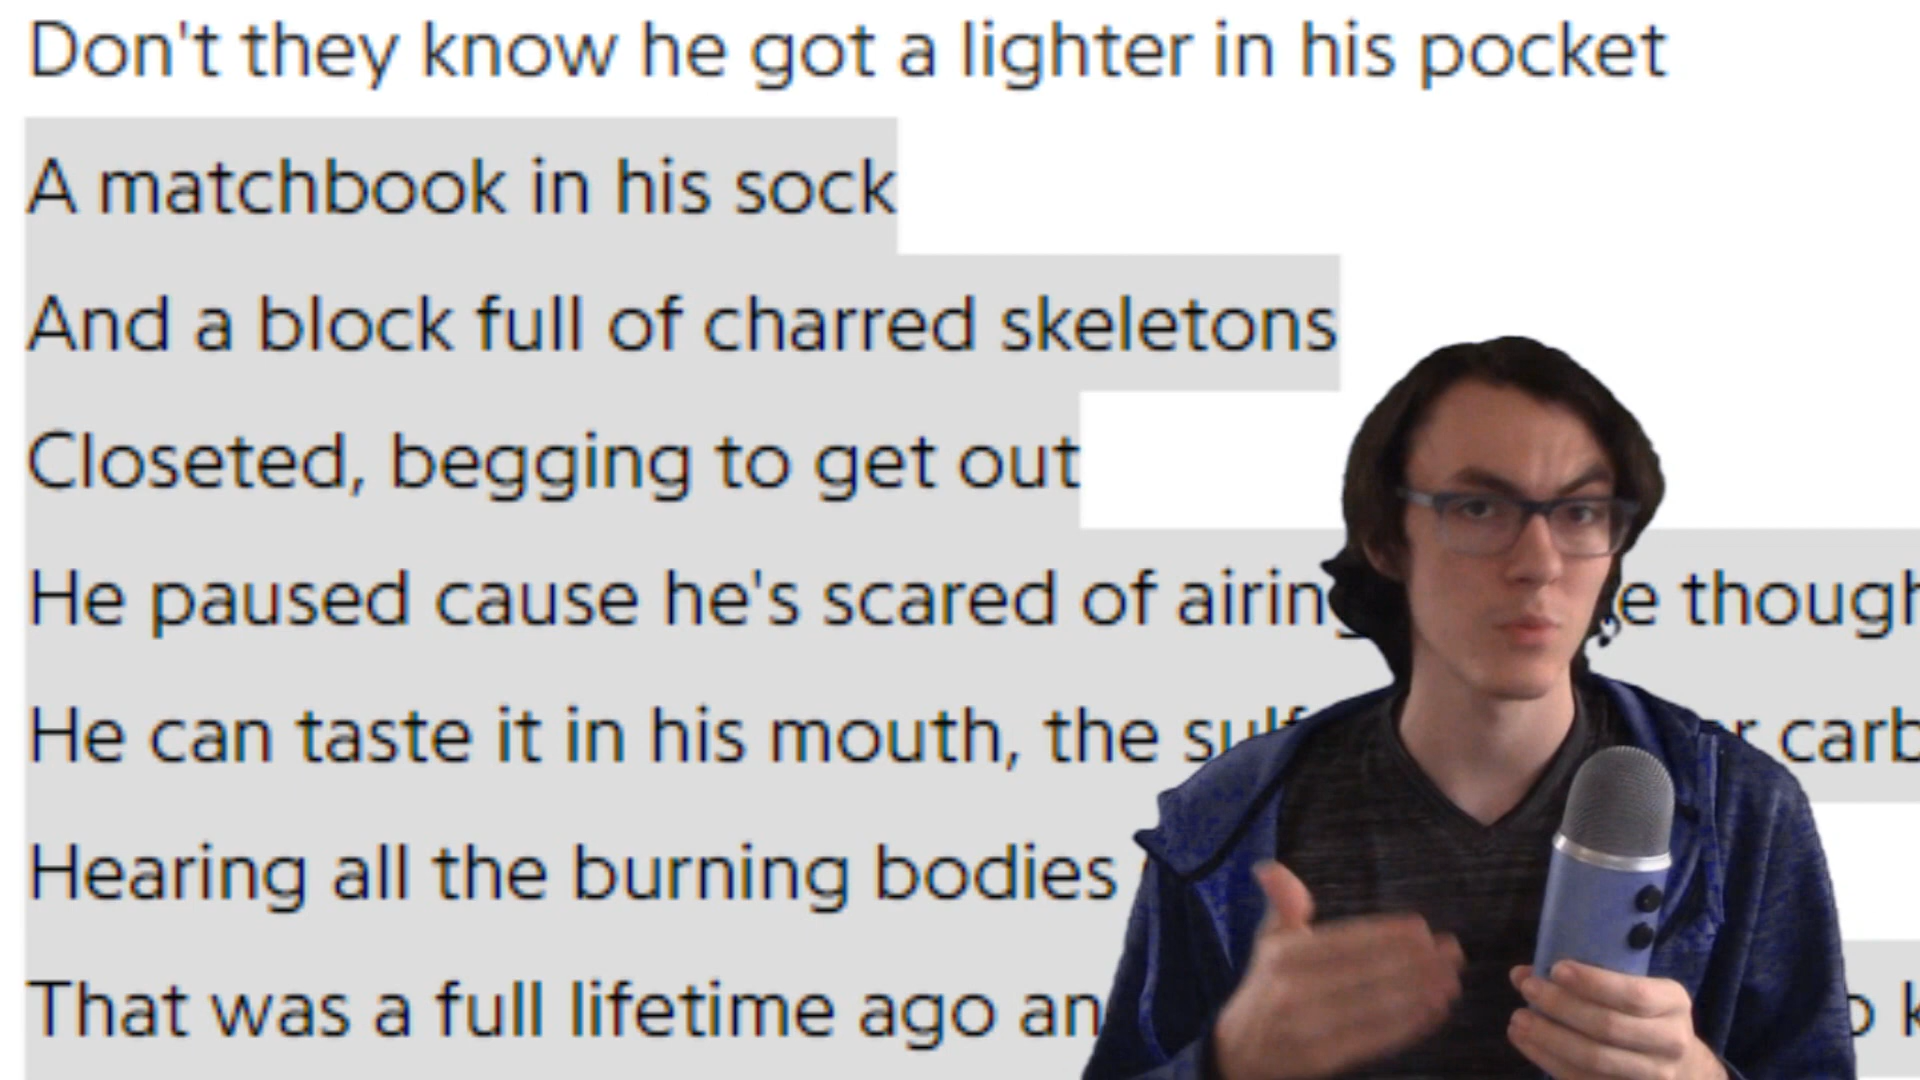 Don't they know he got a lighter in his pocket
A matchbook in his sock
And a block full of charred skeletons
Closeted, begging to get out
He paused cause he's scared of
He can taste it in his mouth, the
Hearing all the burning bodies
That was a full lifetime ago